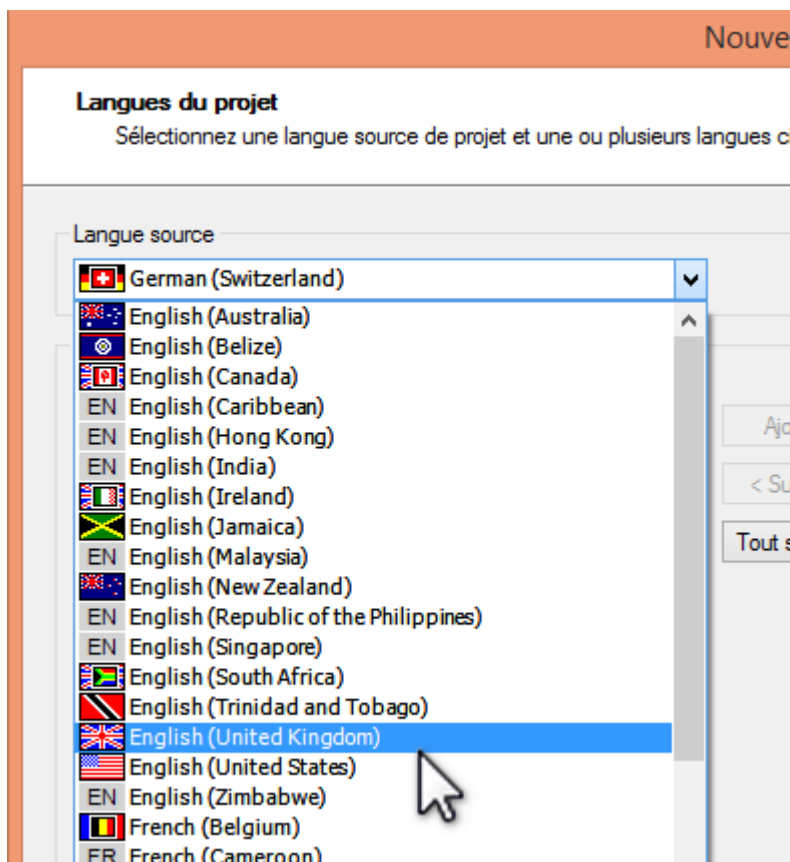 Nouve
Langues du projet
Sélectionnez une langue source de projet et une ou plusieurs langues ci
Langue source
German (Switzerland)
English (Australia)
English (Belize)
English (Canada)
EN English (Caribbean)
EN English (Hong Kong)
EN English (India)
English (Ireland)
English (Jamaica)
EN English (Malaysia)
English (New Zealand)
EN English (Republic of the Philippines)
EN English (Singapore)
English (South Africa)
English (Trinidad and Tobago)
English (United Kingdom)
English (United States)
EN English (Zimbabwe)
French (Belgium)
FR French (Cameroon)
Ajo
< Su
Tout s